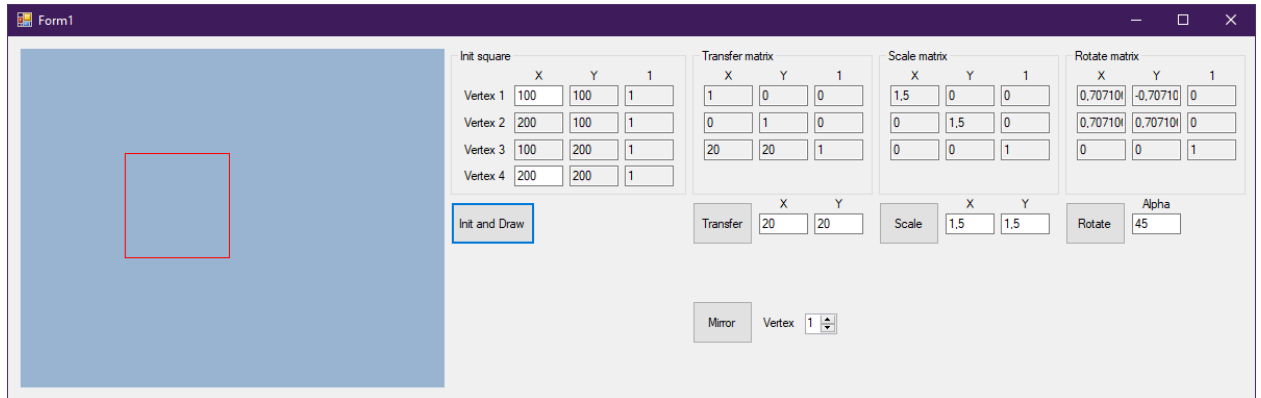 Form1
Init square
X Y 1
Vertex 1 100 100 1
Vertex 2 200 100 1
Vertex 3 100 200 1
Vertex 4 200 200 1
Init and Draw
Transfer matrix
X Y 1
1 0 0
0 1 0
20 20 1
X Y
Transfer 20 20
Mirror Vertex 1
Scale matrix
X Y 1
1,5 0 0
0 1,5 0
0 0 1
X Y
Scale 1,5 1,5
Rotate matrix
X Y 1
0,70710 -0,70710 0
0,70710 0,70710 0
0 0 1
Alpha
Rotate 45